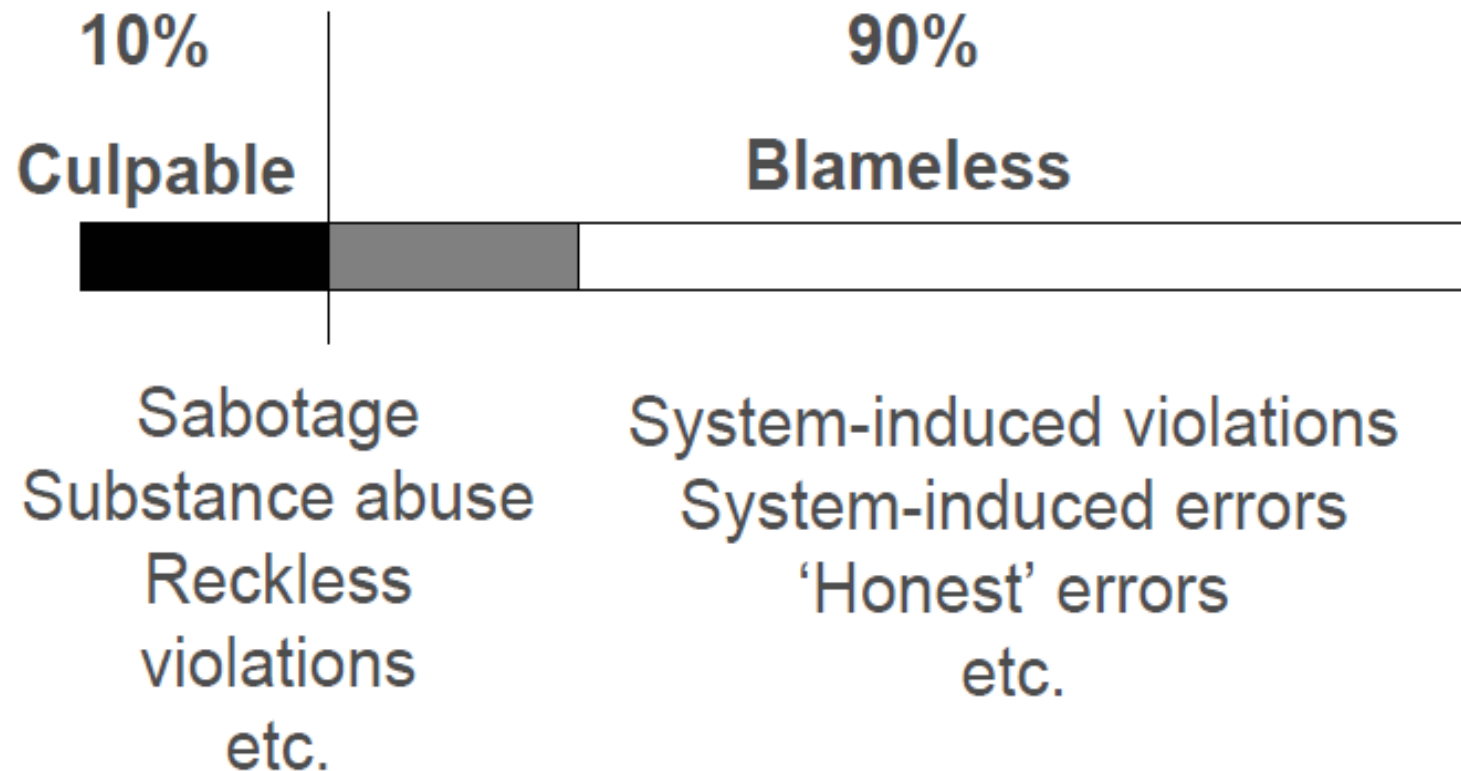 10%
90%
Culpable
Blameless
Sabotage
Substance abuse
Reckless
violations
etc.
System-induced violations
System-induced errors
‘Honest’ errors
etc.